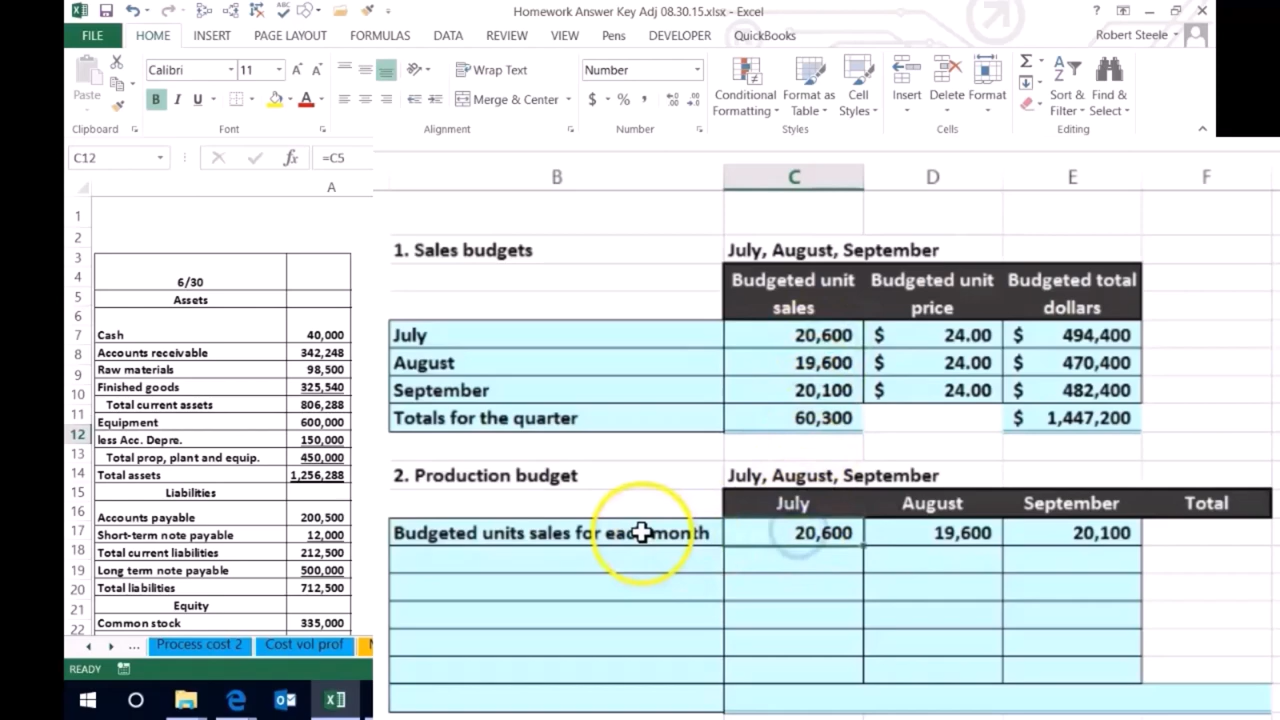 Homework Answer Key Adj 08.30.15.xlsx - Excel
FILE HOME INSERT PAGE LAYOUT FORMULAS DATA REVIEW VIEW Pens DEVELOPER QuickBooks Robert Steele
Paste Calibri 11 B I U A Wrap Text Merge & Center Number $ % Conditional Formatting Format as Table Cell Styles Insert Delete Format Sort & Filter Find & Select
Clipboard Font Alignment Number Styles Cells Editing
C12 fx =C5
A B C D E F
1
2
3
4 6/30
5 Assets
6
7 Cash 40,000
8 Accounts receivable 342,248
9 Raw materials 98,500
10 Finished goods 325,540
11 Total current assets 806,288
Equipment 600,000
12 less Acc. Depre. 150,000
13 Total prop, plant and equip. 450,000
14 Total assets 1,256,288
15 Liabilities
16 Accounts payable 200,500
17 Short-term note payable 12,000
18 Total current liabilities 212,500
19 Long term note payable 500,000
20 Total liabilities 712,500
21 Equity
22 Common stock 335,000
1. Sales budgets July, August, September
Budgeted unit sales Budgeted unit price Budgeted total dollars
July 20,600 $ 24.00 $ 494,400
August 19,600 $ 24.00 $ 470,400
September 20,100 $ 24.00 $ 482,400
Totals for the quarter 60,300 $ 1,447,200
2. Production budget July, August, September
July August September Total
Budgeted units sales for each month 20,600 19,600 20,100
... Process cost 2 Cost vol prof
READY